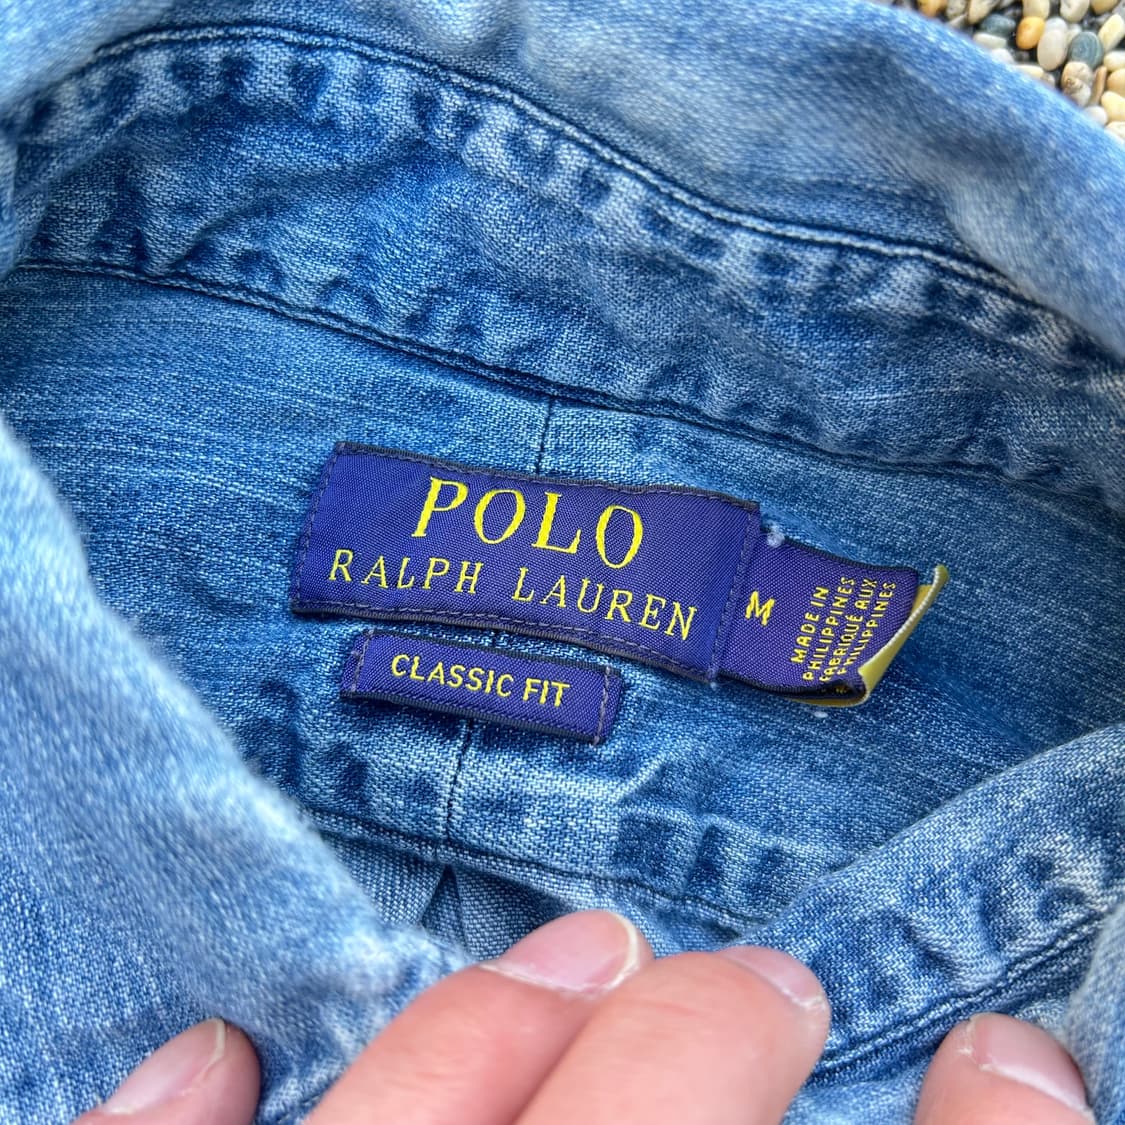 POLO
RALPH LAUREN
M
MADE IN
PHILIPPINES
FABRIQUÉ AUX
PHILIPPINES
CLASSIC FIT